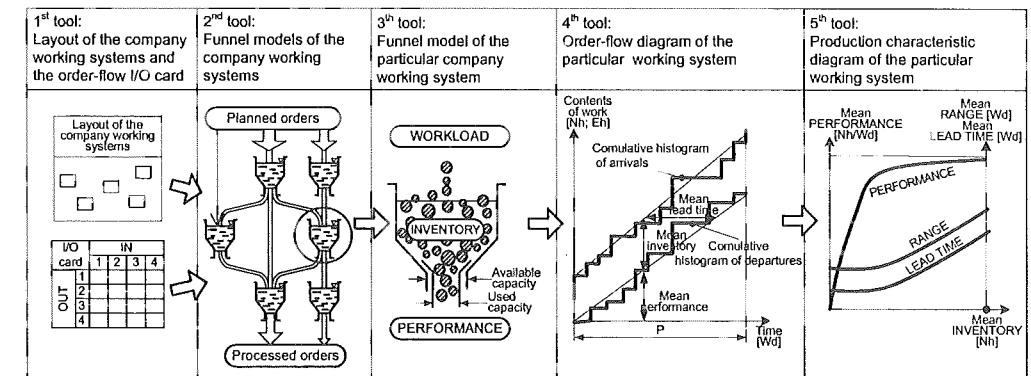 1st tool:
Layout of the company
working systems and
the order-flow I/O card
2nd tool:
Funnel models of the
company working
systems
3th tool:
Funnel model of the
particular company
working system
4th tool:
Order-flow diagram of the
particular working system
5th tool:
Production characteristic
diagram of the particular
working system
Layout of the
company working
systems
I/O
card
IN
1 2 3 4
OUT
1
2
3
4
Planned orders
Processed orders
WORKLOAD
INVENTORY
Available
capacity
Used
capacity
PERFORMANCE
Contents
of work
[Nh; Eh]
Comulative histogram
of arrivals
Mean
lead time
Mean
inventory
Comulative
histogram of departures
Mean
performance
P
Time
[Wd]
Mean
PERFORMANCE
[Nh/Wd]
Mean
RANGE [Wd]
Mean
LEAD TIME [Wd]
PERFORMANCE
RANGE
LEAD TIME
Mean
INVENTORY
[Nh]